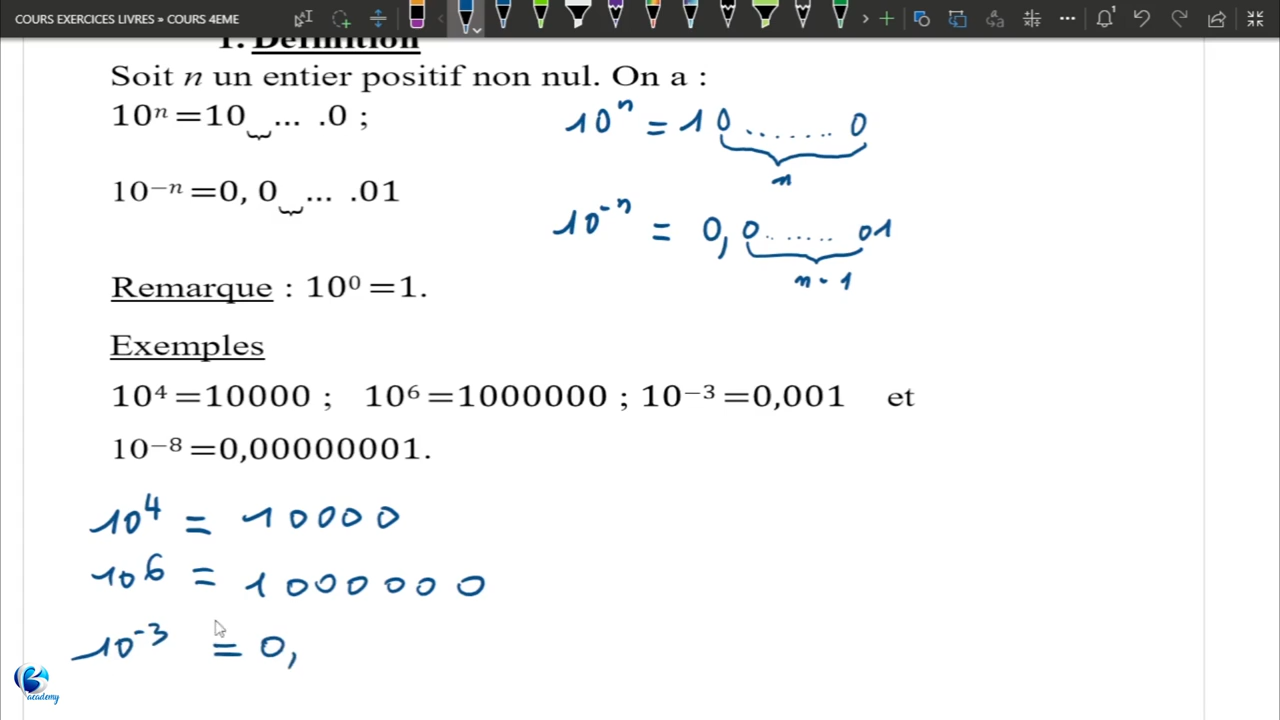 COURS EXERCICES LIVRES » COURS 4EME
1. Définition
Soit n un entier positif non nul. On a :
10ⁿ=10 ... .0 ;
10ⁿ = 10.......0
n
10⁻ⁿ=0, 0 ... .01
10⁻ⁿ = 0,0.......01
n-1
Remarque : 10⁰=1.
Exemples
10⁴=10000 ; 10⁶=1000000 ; 10⁻³=0,001 et
10⁻⁸=0,00000001.
10⁴ = 10000
10⁶ = 1000000
10⁻³ = 0,
academy